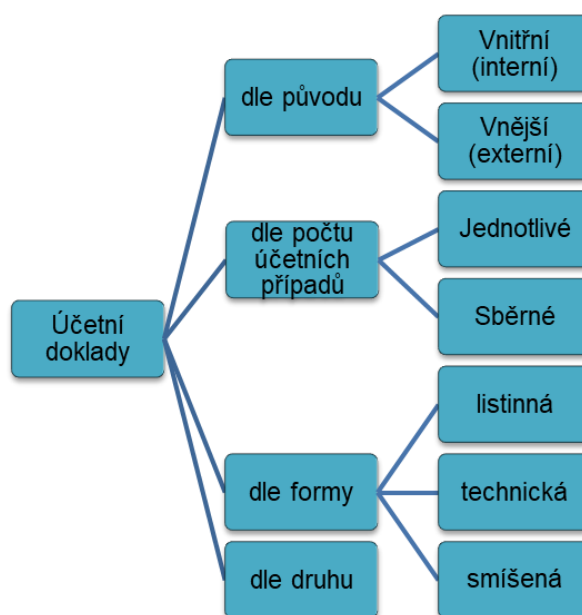 Účetní
doklady
dle původu
Vnitřní
(interní)
Vnější
(externí)
dle počtu
účetních
případů
Jednotlivé
Sběrné
dle formy
listinná
technická
smíšená
dle druhu